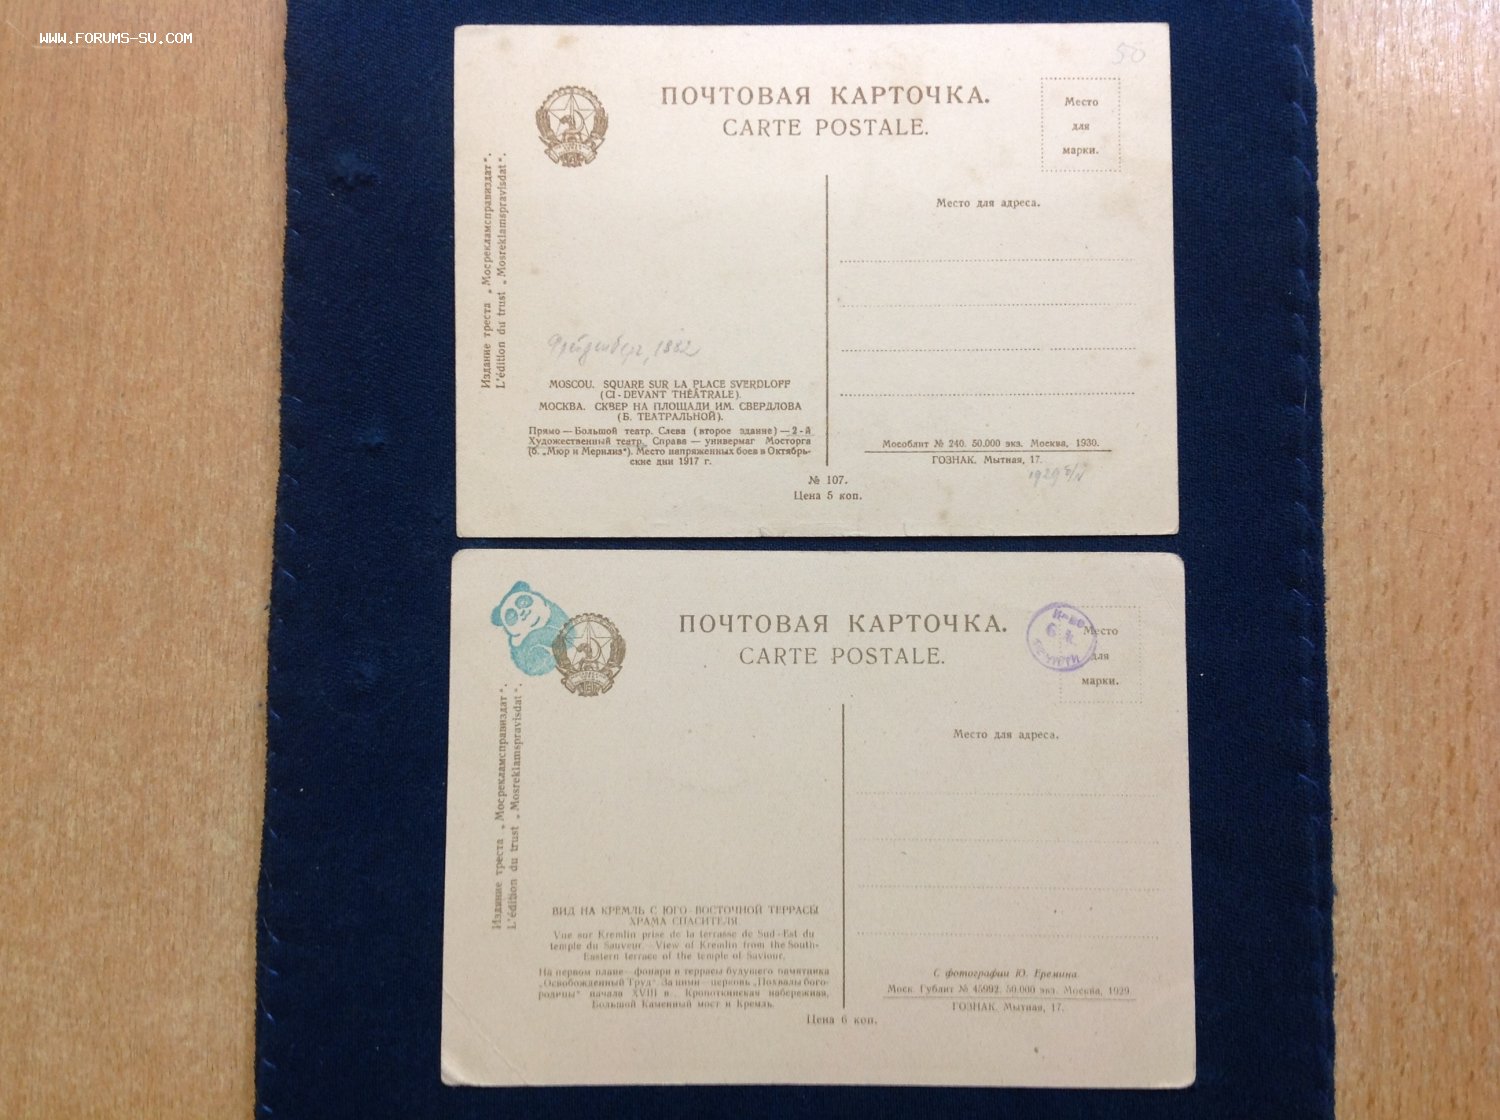 WWW.FORUMS-SU.COM
50
ПОЧТОВАЯ КАРТОЧКА.
CARTE POSTALE.
Место
для
марки.
Издание треста „Мосрекламсправиздат“.
L'édition du trust „Mosreklamspravisdat“.
Место для адреса.
1882
MOSCOU. SQUARE SUR LA PLACE SVERDLOFF
(CI-DEVANT THÉÂTRALE).
МОСКВА. СКВЕР НА ПЛОЩАДИ ИМ. СВЕРДЛОВА
(Б. ТЕАТРАЛЬНОЙ).
Прямо — Большой театр. Слева (второе здание) — 2-й
Художественный театр. Справа — универмаг Мосторга
(б. „Мюр и Мерилиз“). Место напряженных боев в Октябрь-
ские дни 1917 г.
Мособлит № 240. 50.000 экз. Москва, 1930.
ГОЗНАК. Мытная, 17.
1929
№ 107.
Цена 5 коп.
ПОЧТОВАЯ КАРТОЧКА.
CARTE POSTALE.
Место
для
марки.
6 к.
Издание треста „Мосрекламсправиздат“.
L'édition du trust „Mosreklamspravisdat“.
Место для адреса.
ВИД НА КРЕМЛЬ С ЮГО-ВОСТОЧНОЙ ТЕРРАСЫ
ХРАМА СПАСИТЕЛЯ.
Vue sur Kremlin prise de la terrasse de Sud-Est du
temple du Sauveur. - View of Kremlin from the South-
Eastern terrace of the temple of Saviour.
На первом плане - фонари и террасы будущего памятника
„Освобожденный Труд“. За ними - церковь „Похвалы бого-
родицы“ начала XVIII в., Кропоткинская набережная,
Большой Каменный мост и Кремль.
С фотографии Ю. Еремина.
Моск. Гублит № 45992. 50.000 экз. Москва, 1929.
ГОЗНАК. Мытная, 17.
Цена 6 коп.